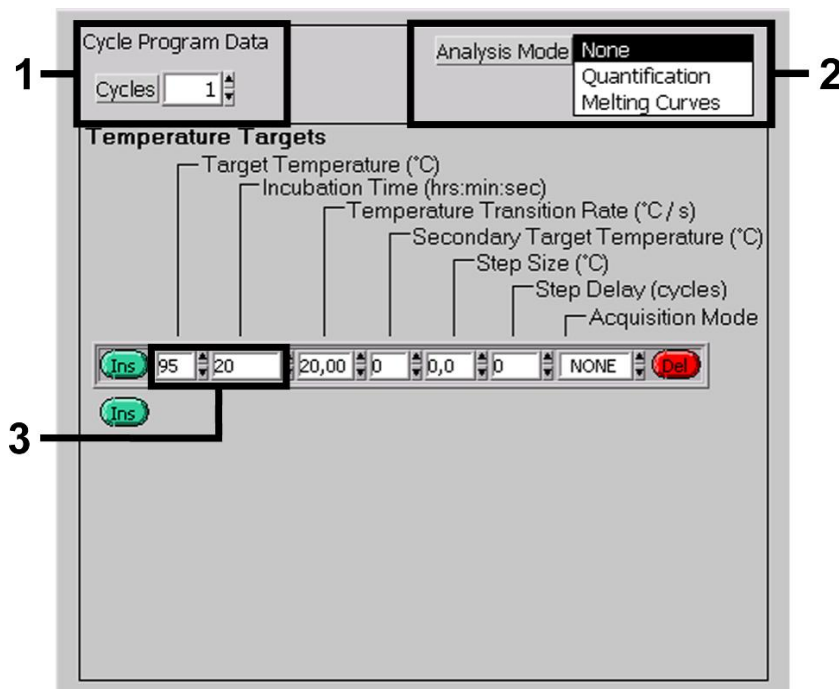 Cycle Program Data
Cycles 1
1
Analysis Mode None
Quantification
Melting Curves
2
Temperature Targets
Target Temperature (°C)
Incubation Time (hrs:min:sec)
Temperature Transition Rate (°C / s)
Secondary Target Temperature (°C)
Step Size (°C)
Step Delay (cycles)
Acquisition Mode
Ins 95 20 20,00 0 0,0 0 NONE Del
Ins
3